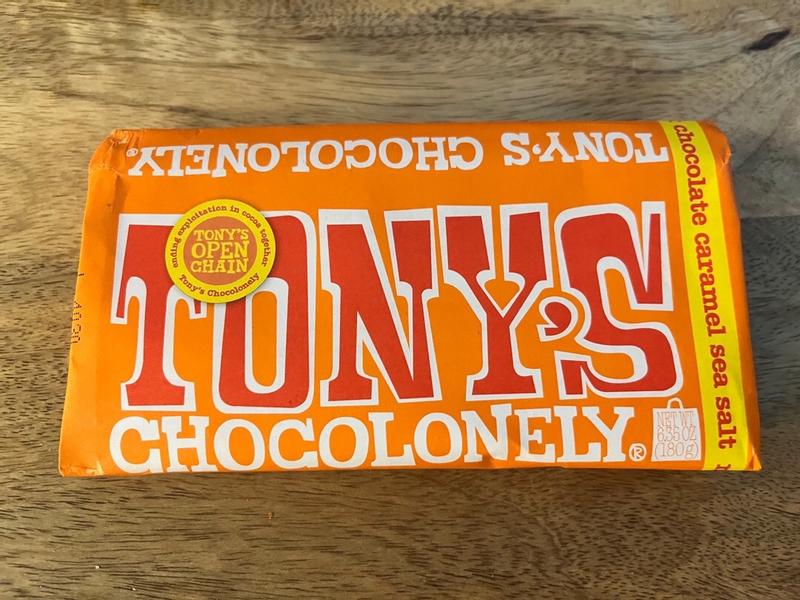 TONY'S CHOCOLONELY®
ending exploitation in cocoa together
TONY'S
OPEN
CHAIN
Tony's Chocolonely
TONY'S
CHOCOLONELY®
NET WT.
6.35 OZ
(180g)
chocolate caramel sea salt